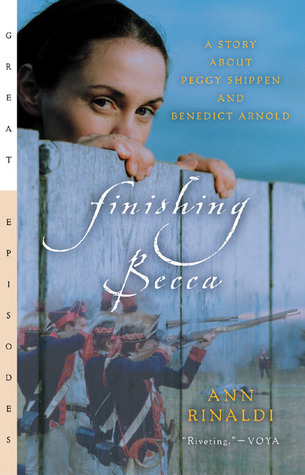 GREAT EPISODES
A STORY
ABOUT
PEGGY SHIPPEN
AND
BENEDICT ARNOLD
finishing
Becca
ANN
RINALDI
"Riveting."—VOYA